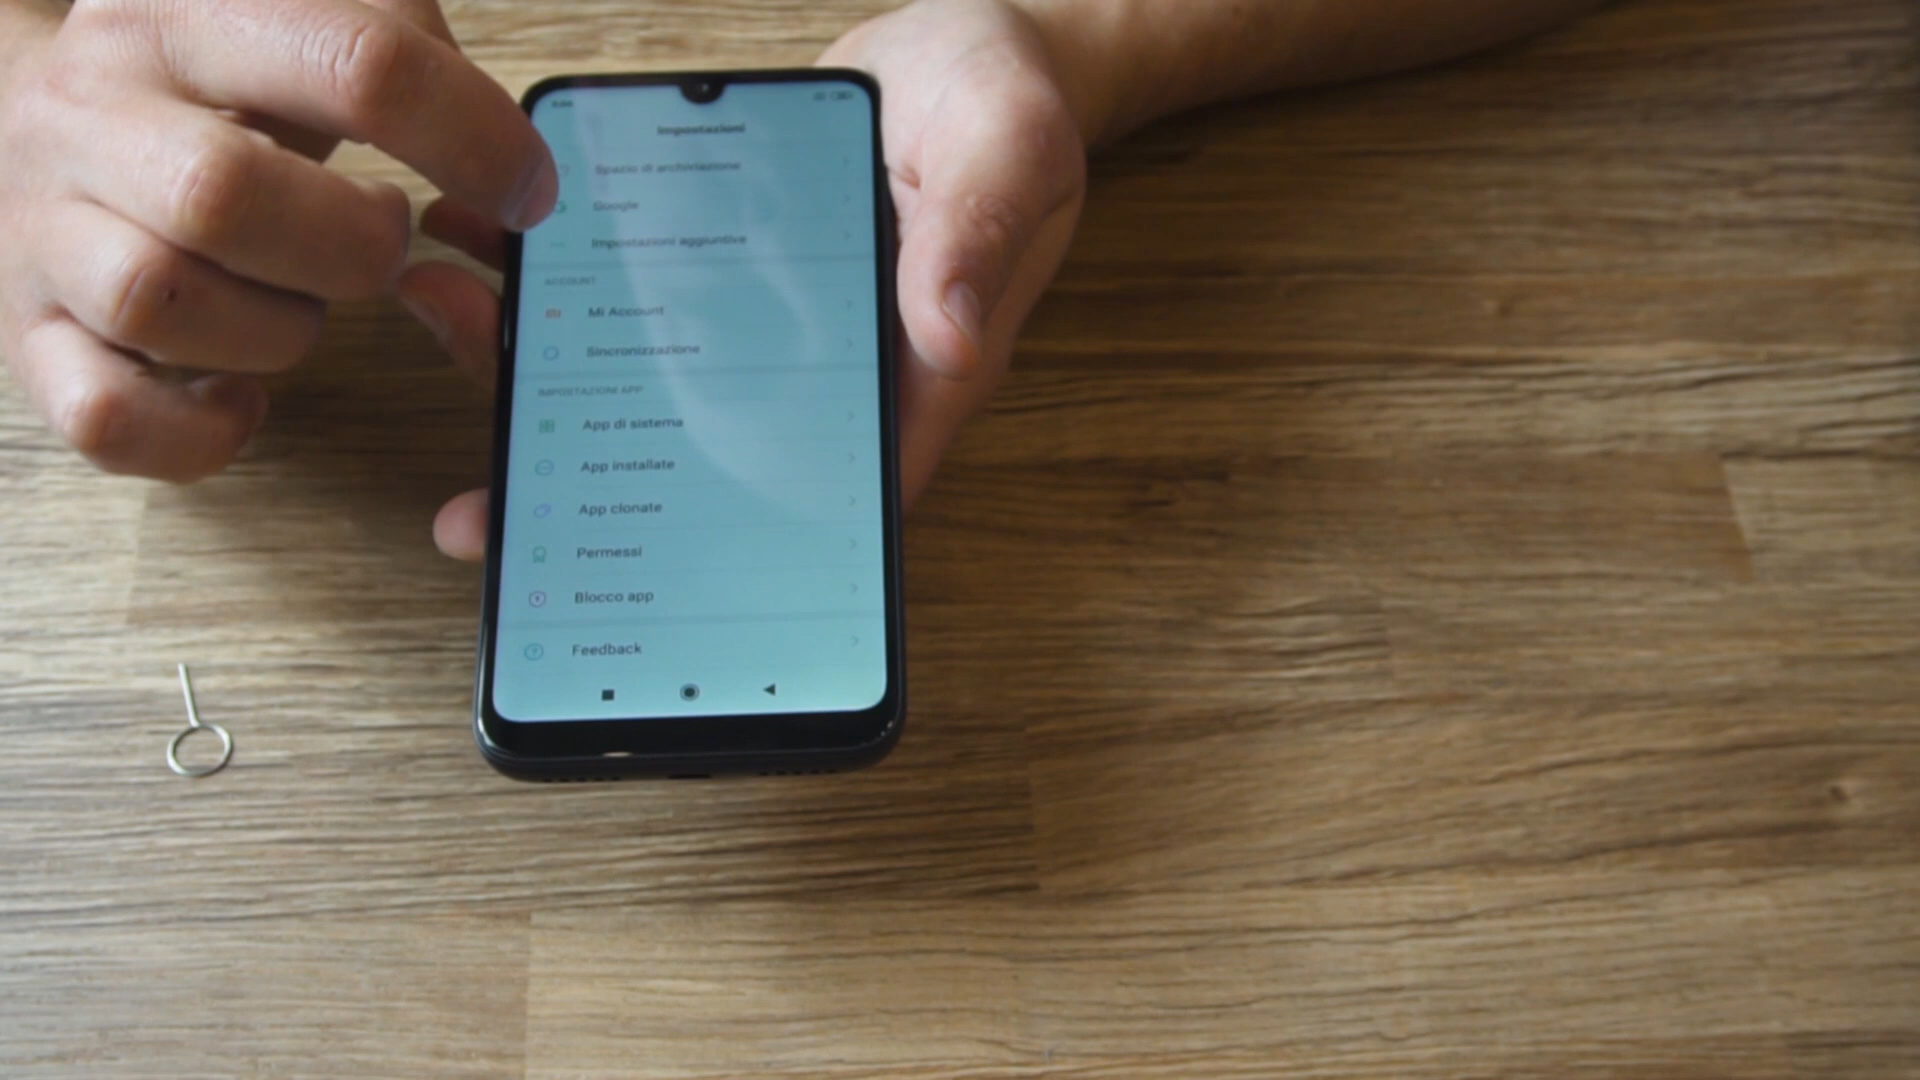 Impostazioni
Spazio di archiviazione
Google
Impostazioni aggiuntive
ACCOUNT
Mi Account
Sincronizzazione
IMPOSTAZIONI APP
App di sistema
App installate
App clonate
Permessi
Blocco app
Feedback